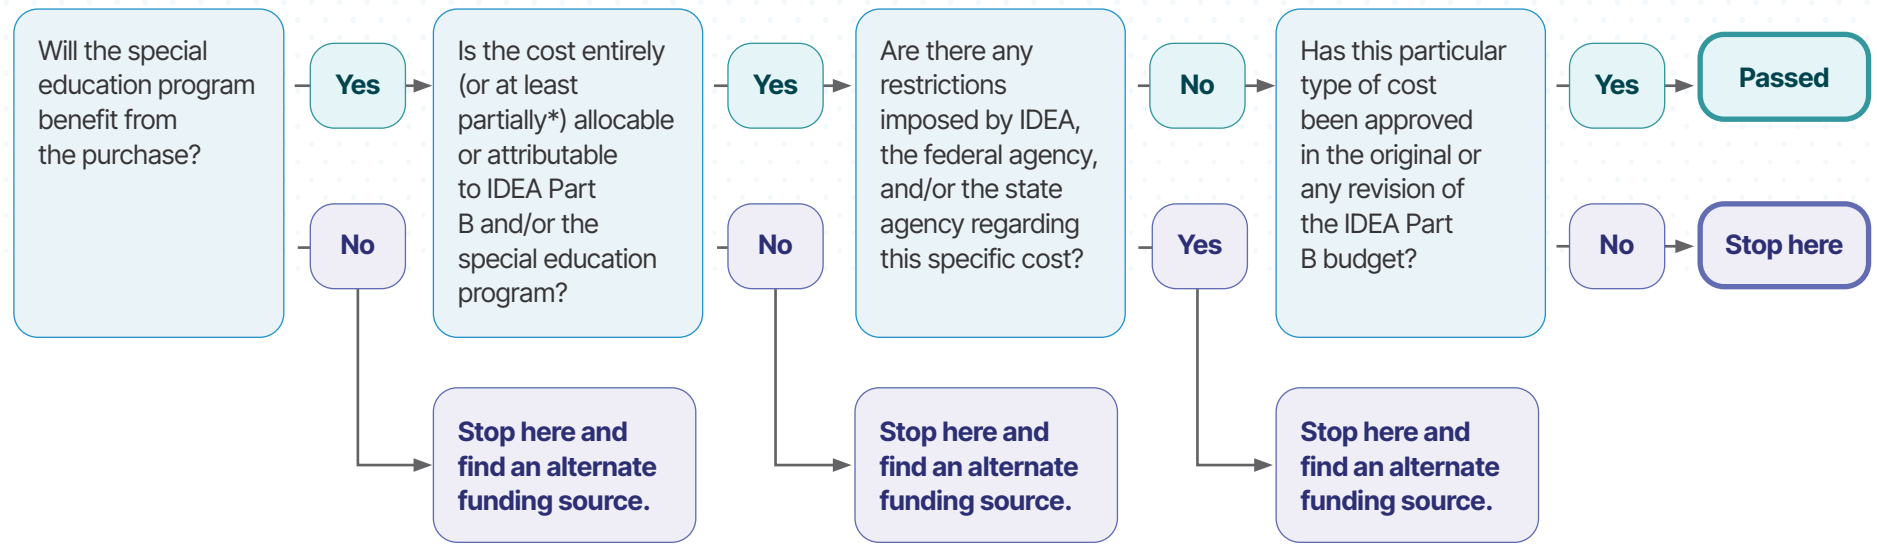 Will the special
education program
benefit from
the purchase?
Yes
No
Stop here and
find an alternate
funding source.
Is the cost entirely
(or at least
partially*) allocable
or attributable
to IDEA Part
B and/or the
special education
program?
Yes
No
Stop here and
find an alternate
funding source.
Are there any
restrictions
imposed by IDEA,
the federal agency,
and/or the state
agency regarding
this specific cost?
No
Yes
Stop here and
find an alternate
funding source.
Has this particular
type of cost
been approved
in the original or
any revision of
the IDEA Part
B budget?
Yes
Passed
No
Stop here